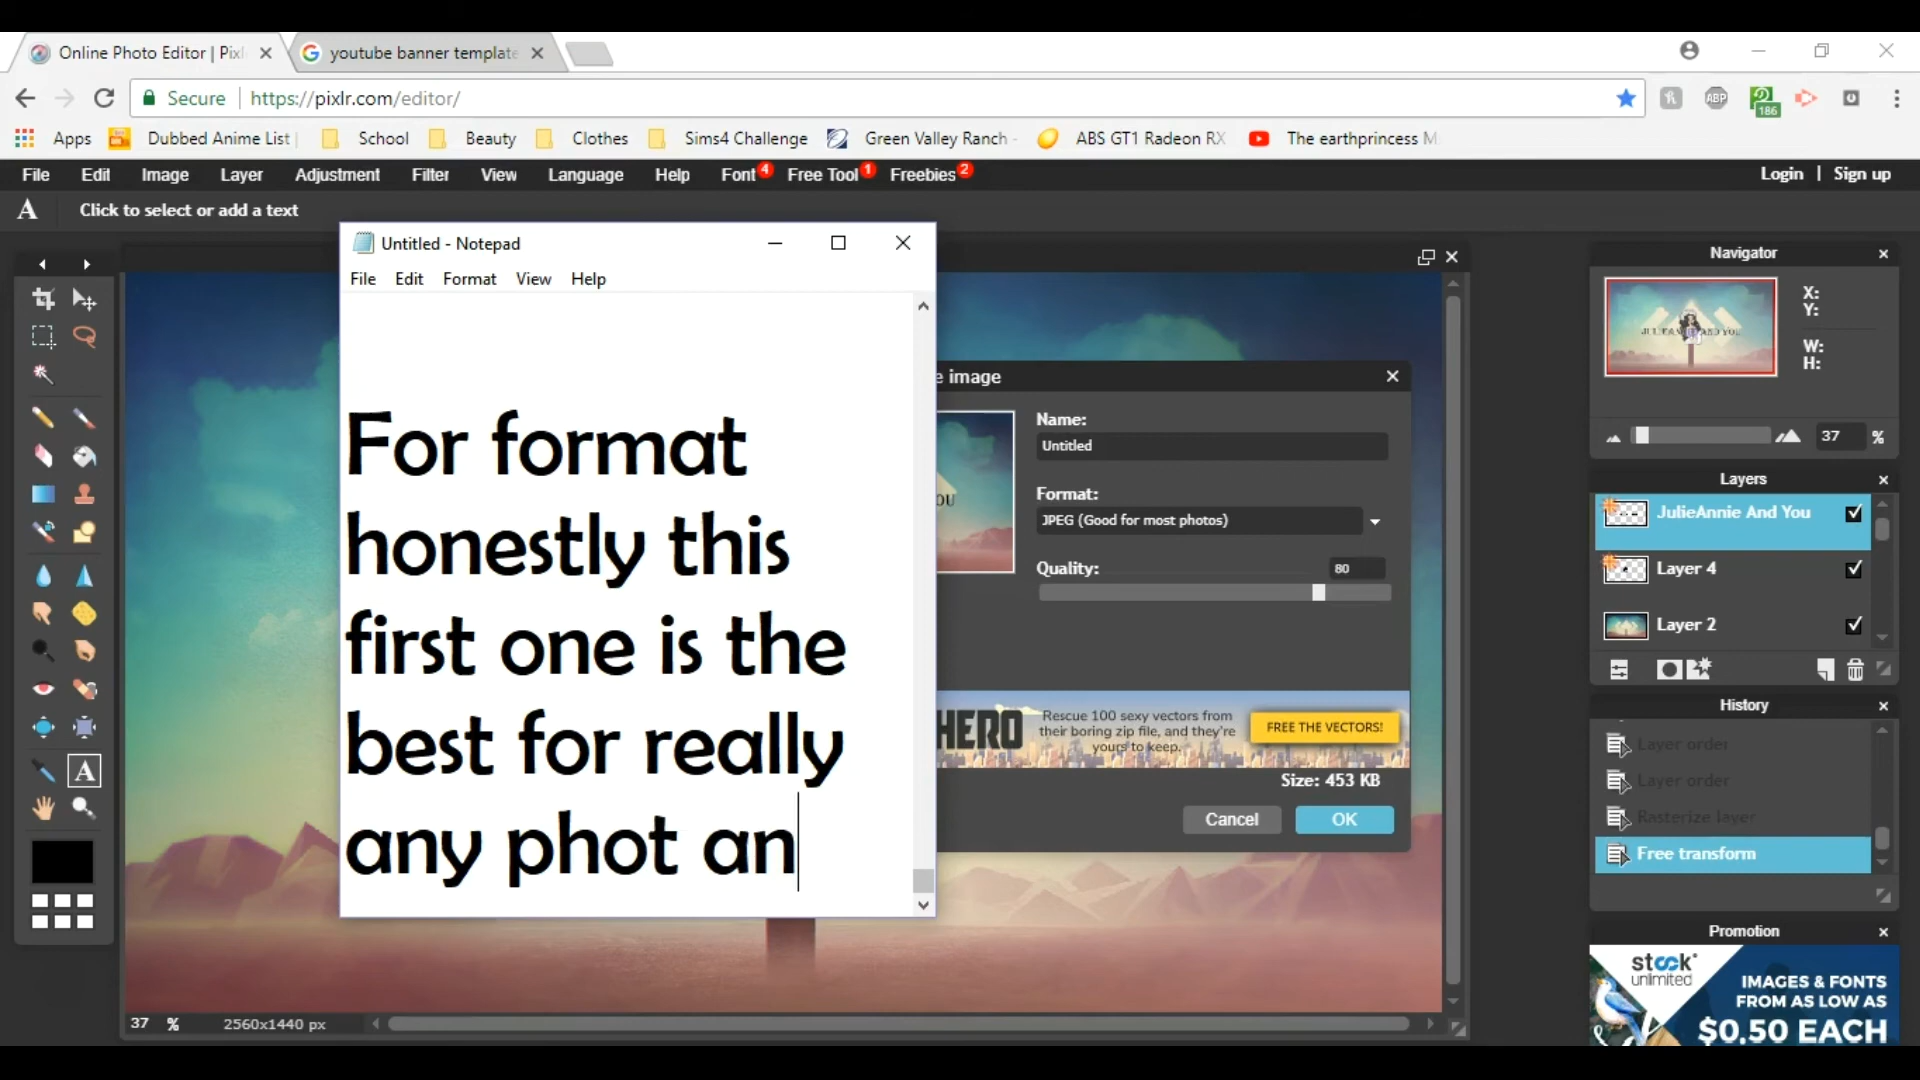 Online Photo Editor | Pixl
youtube banner template
Secure
https://pixlr.com/editor/
ABP
186
Apps
Dubbed Anime List
School
Beauty
Clothes
Sims4 Challenge
Green Valley Ranch -
ABS GT1 Radeon RX
The earthprincess M
File Edit Image Layer Adjustment Filter View Language Help Font 4 Free Tool 1 Freebies 2
Login | Sign up
A Click to select or add a text
Untitled - Notepad
File Edit Format View Help
For format
honestly this
first one is the
best for really
any phot an
e image
Name:
Untitled
Format:
JPEG (Good for most photos)
Quality: 80
OU
HERO
Rescue 100 sexy vectors from
their boring zip file, and they're
yours to keep.
FREE THE VECTORS!
Size: 453 KB
Cancel OK
37 % 2560x1440 px
Navigator
JULIEANNIE AND YOU
X:
Y:
W:
H:
37 %
Layers
JulieAnnie And You
Layer 4
Layer 2
History
Layer order
Layer order
Rasterize layer
Free transform
Promotion
stock
unlimited
IMAGES & FONTS
FROM AS LOW AS
$0.50 EACH